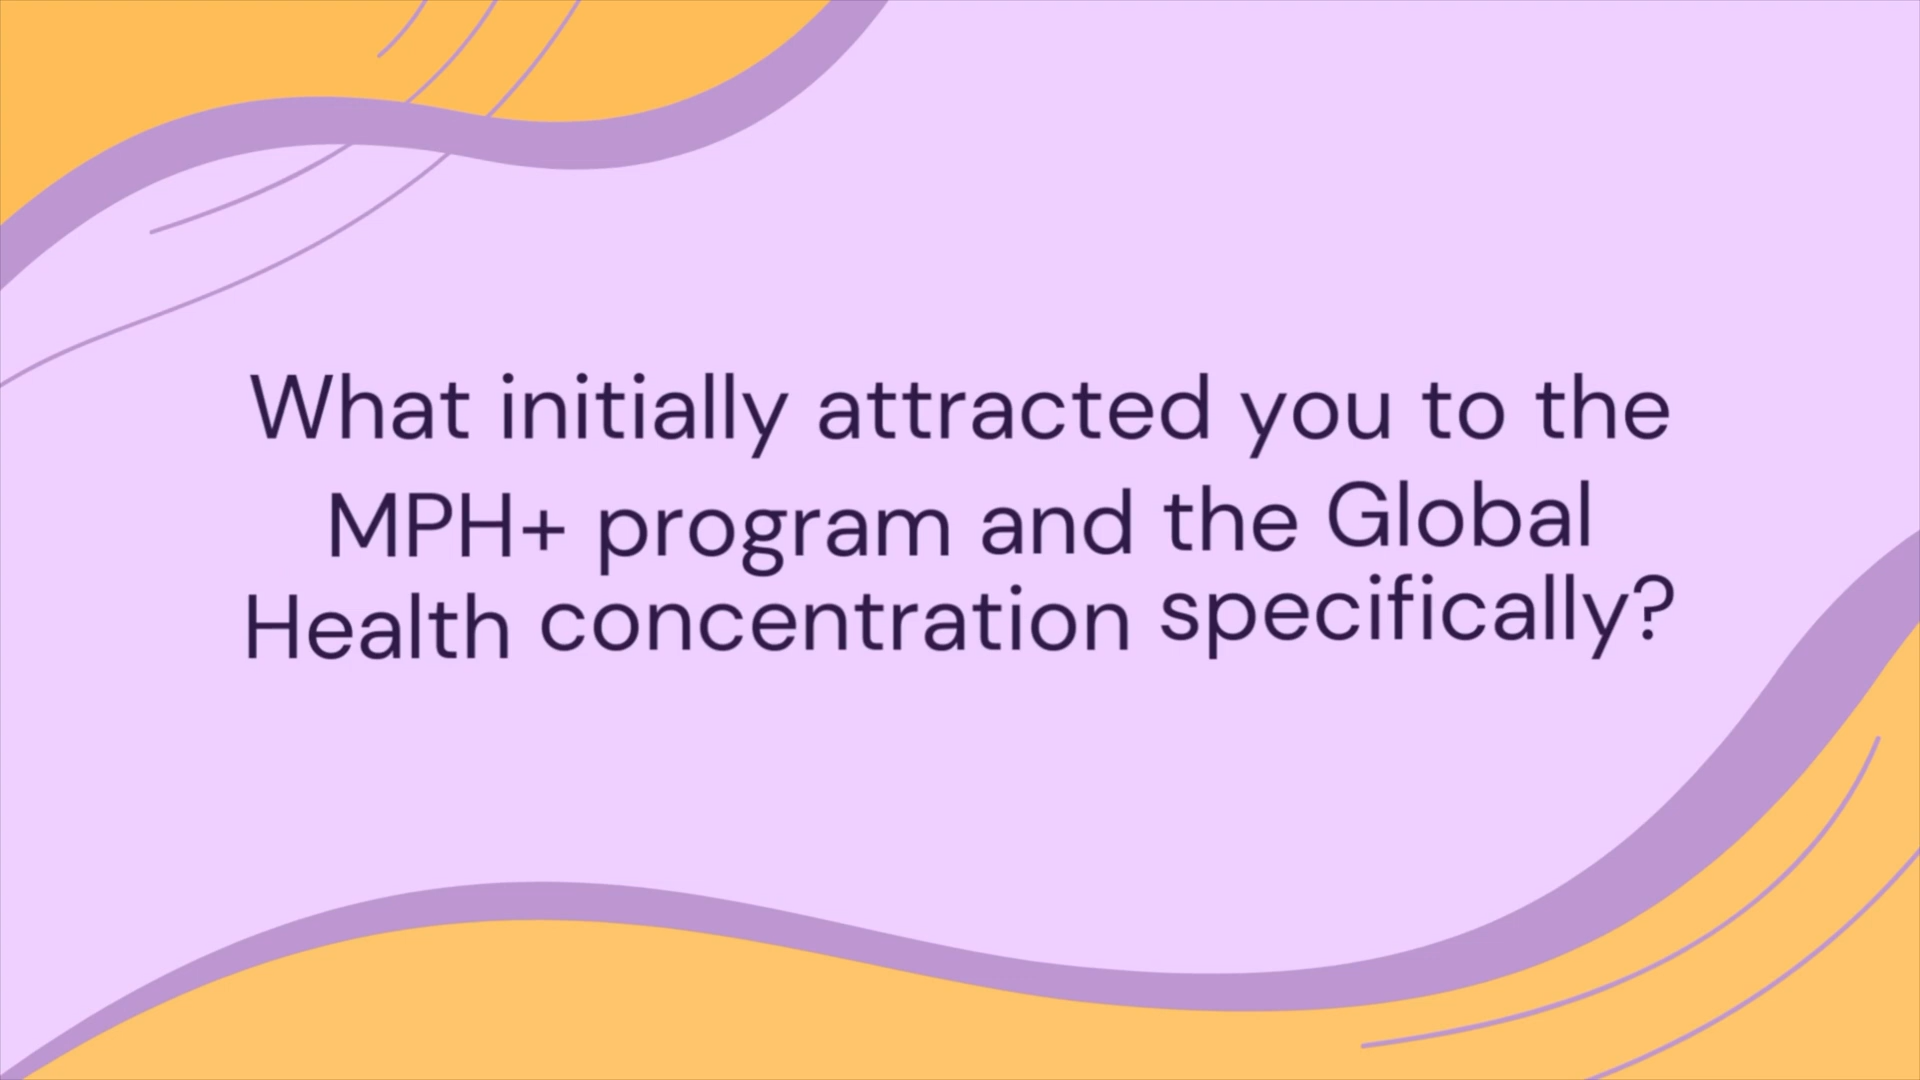 What initially attracted you to the
MPH+ program and the Global
Health concentration specifically?